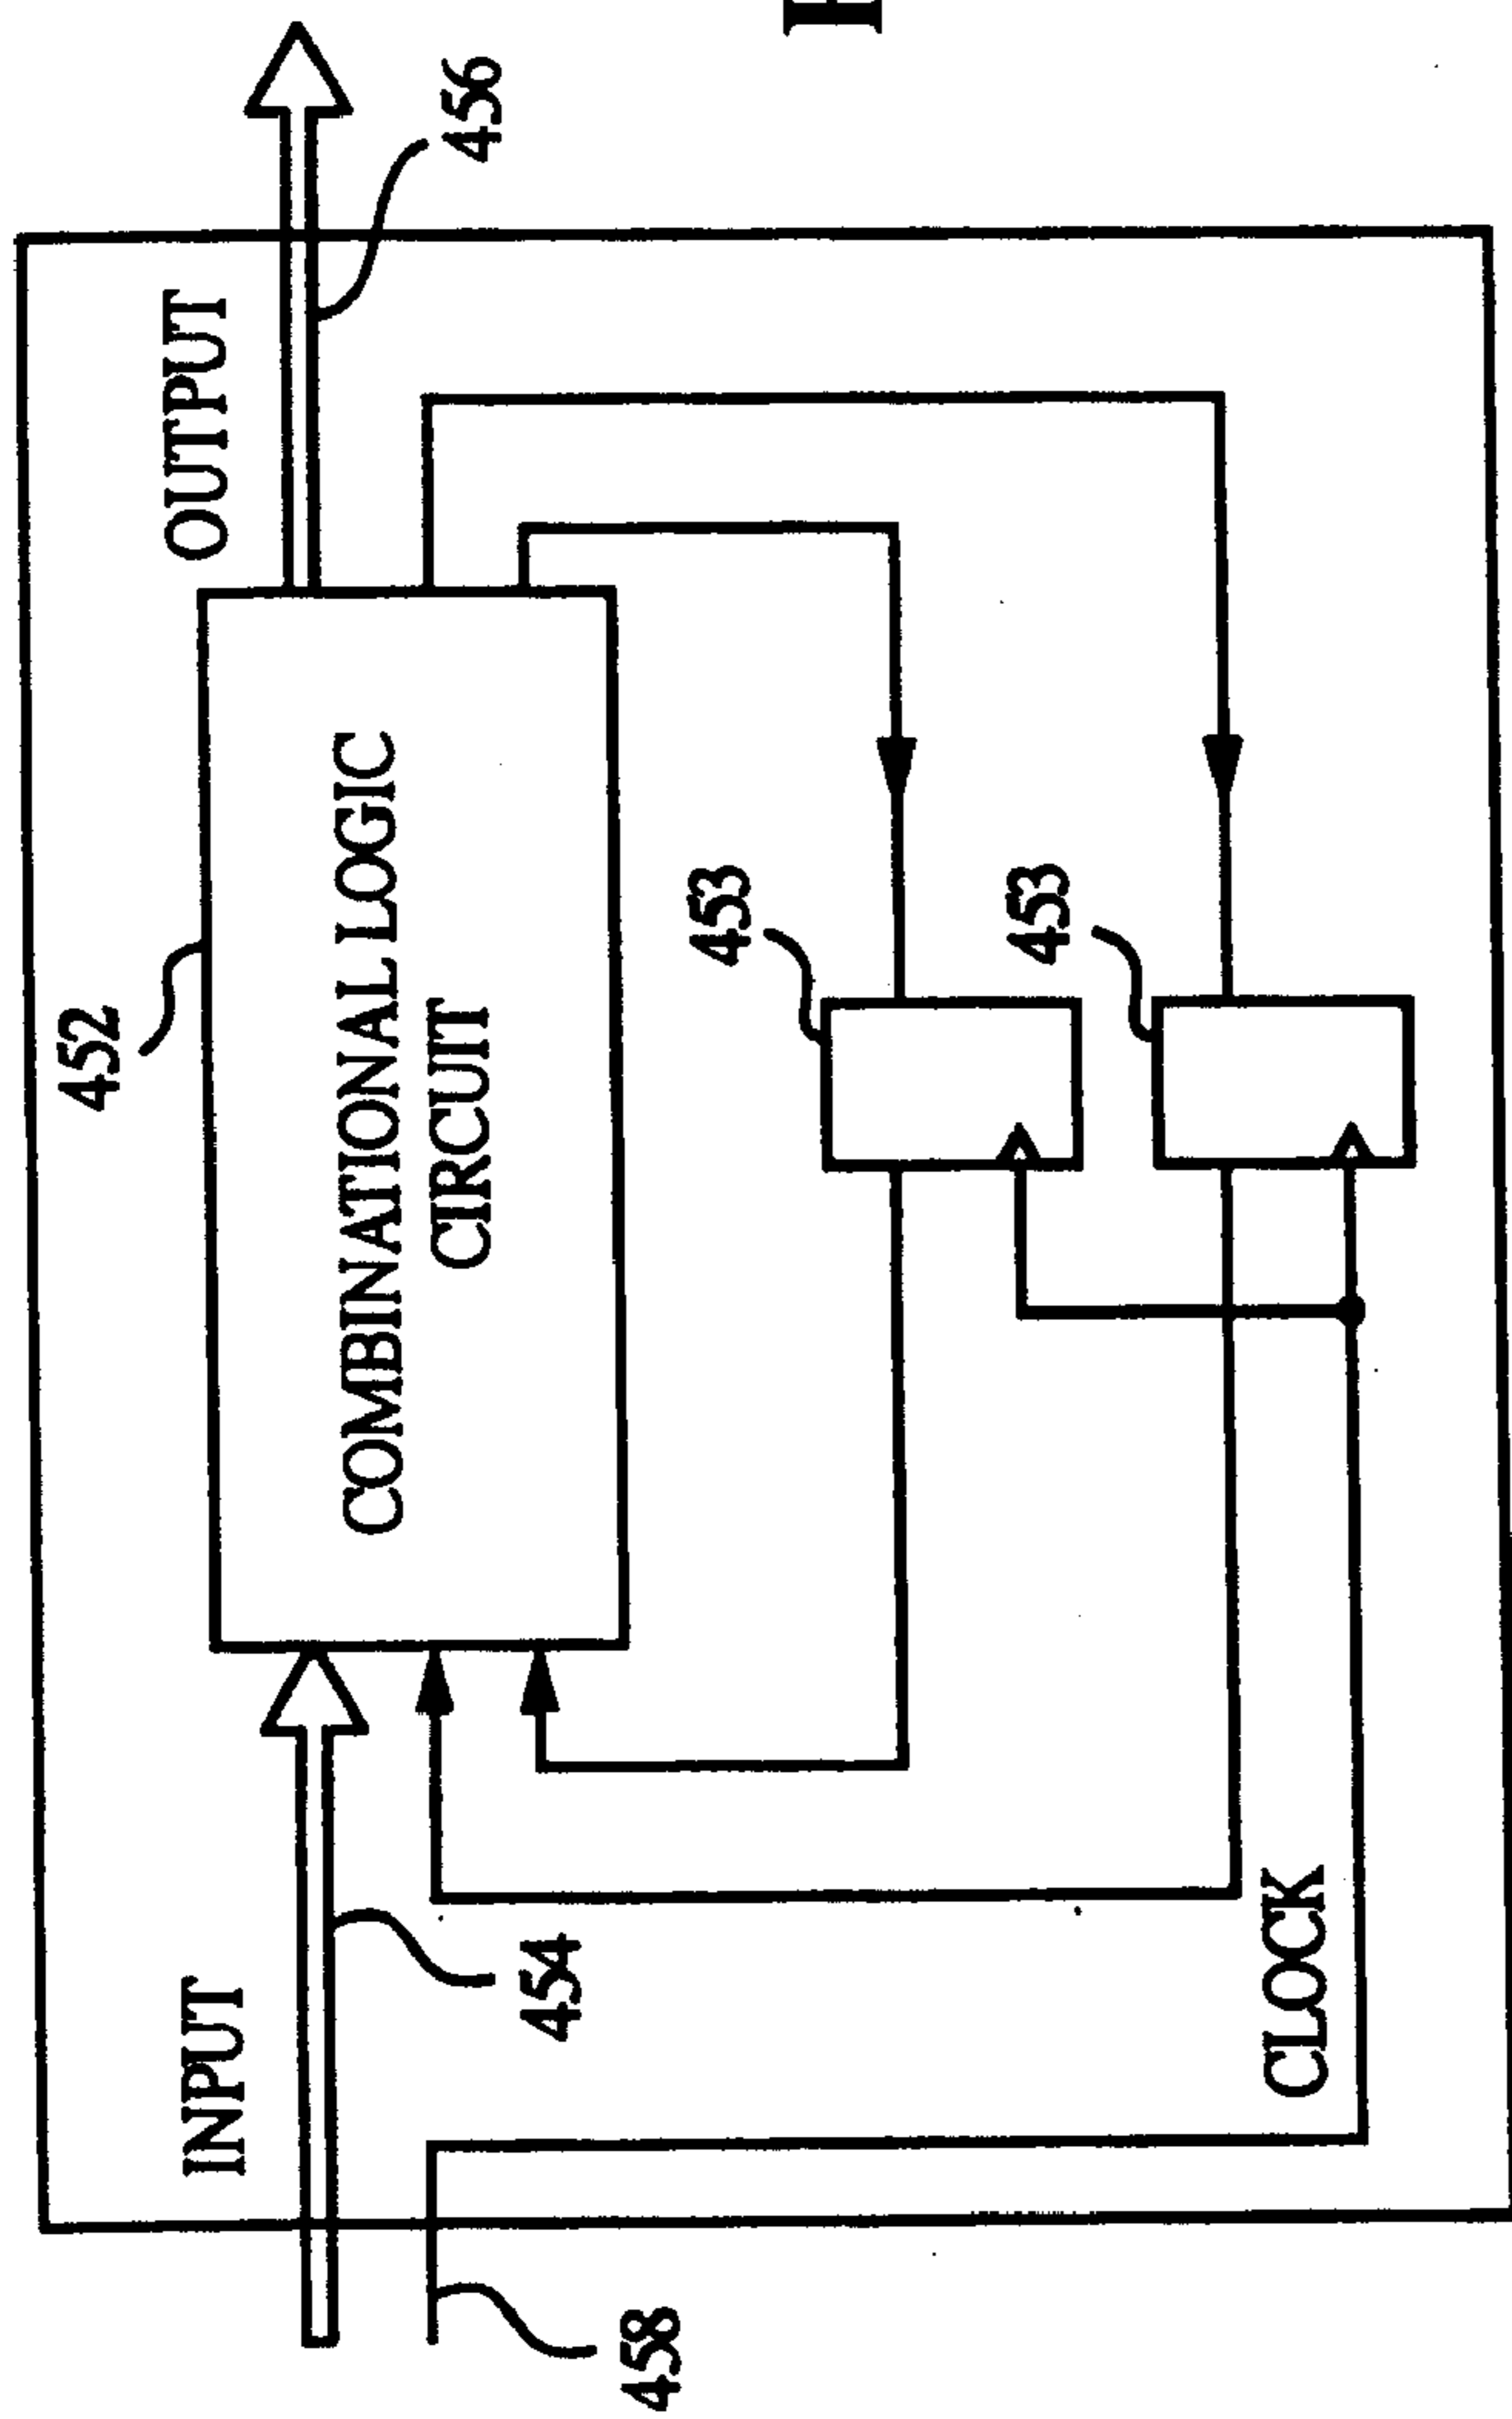 452
OUTPUT
456
COMBINATIONAL LOGIC
CIRCUIT
INPUT
454
453
453
CLOCK
458